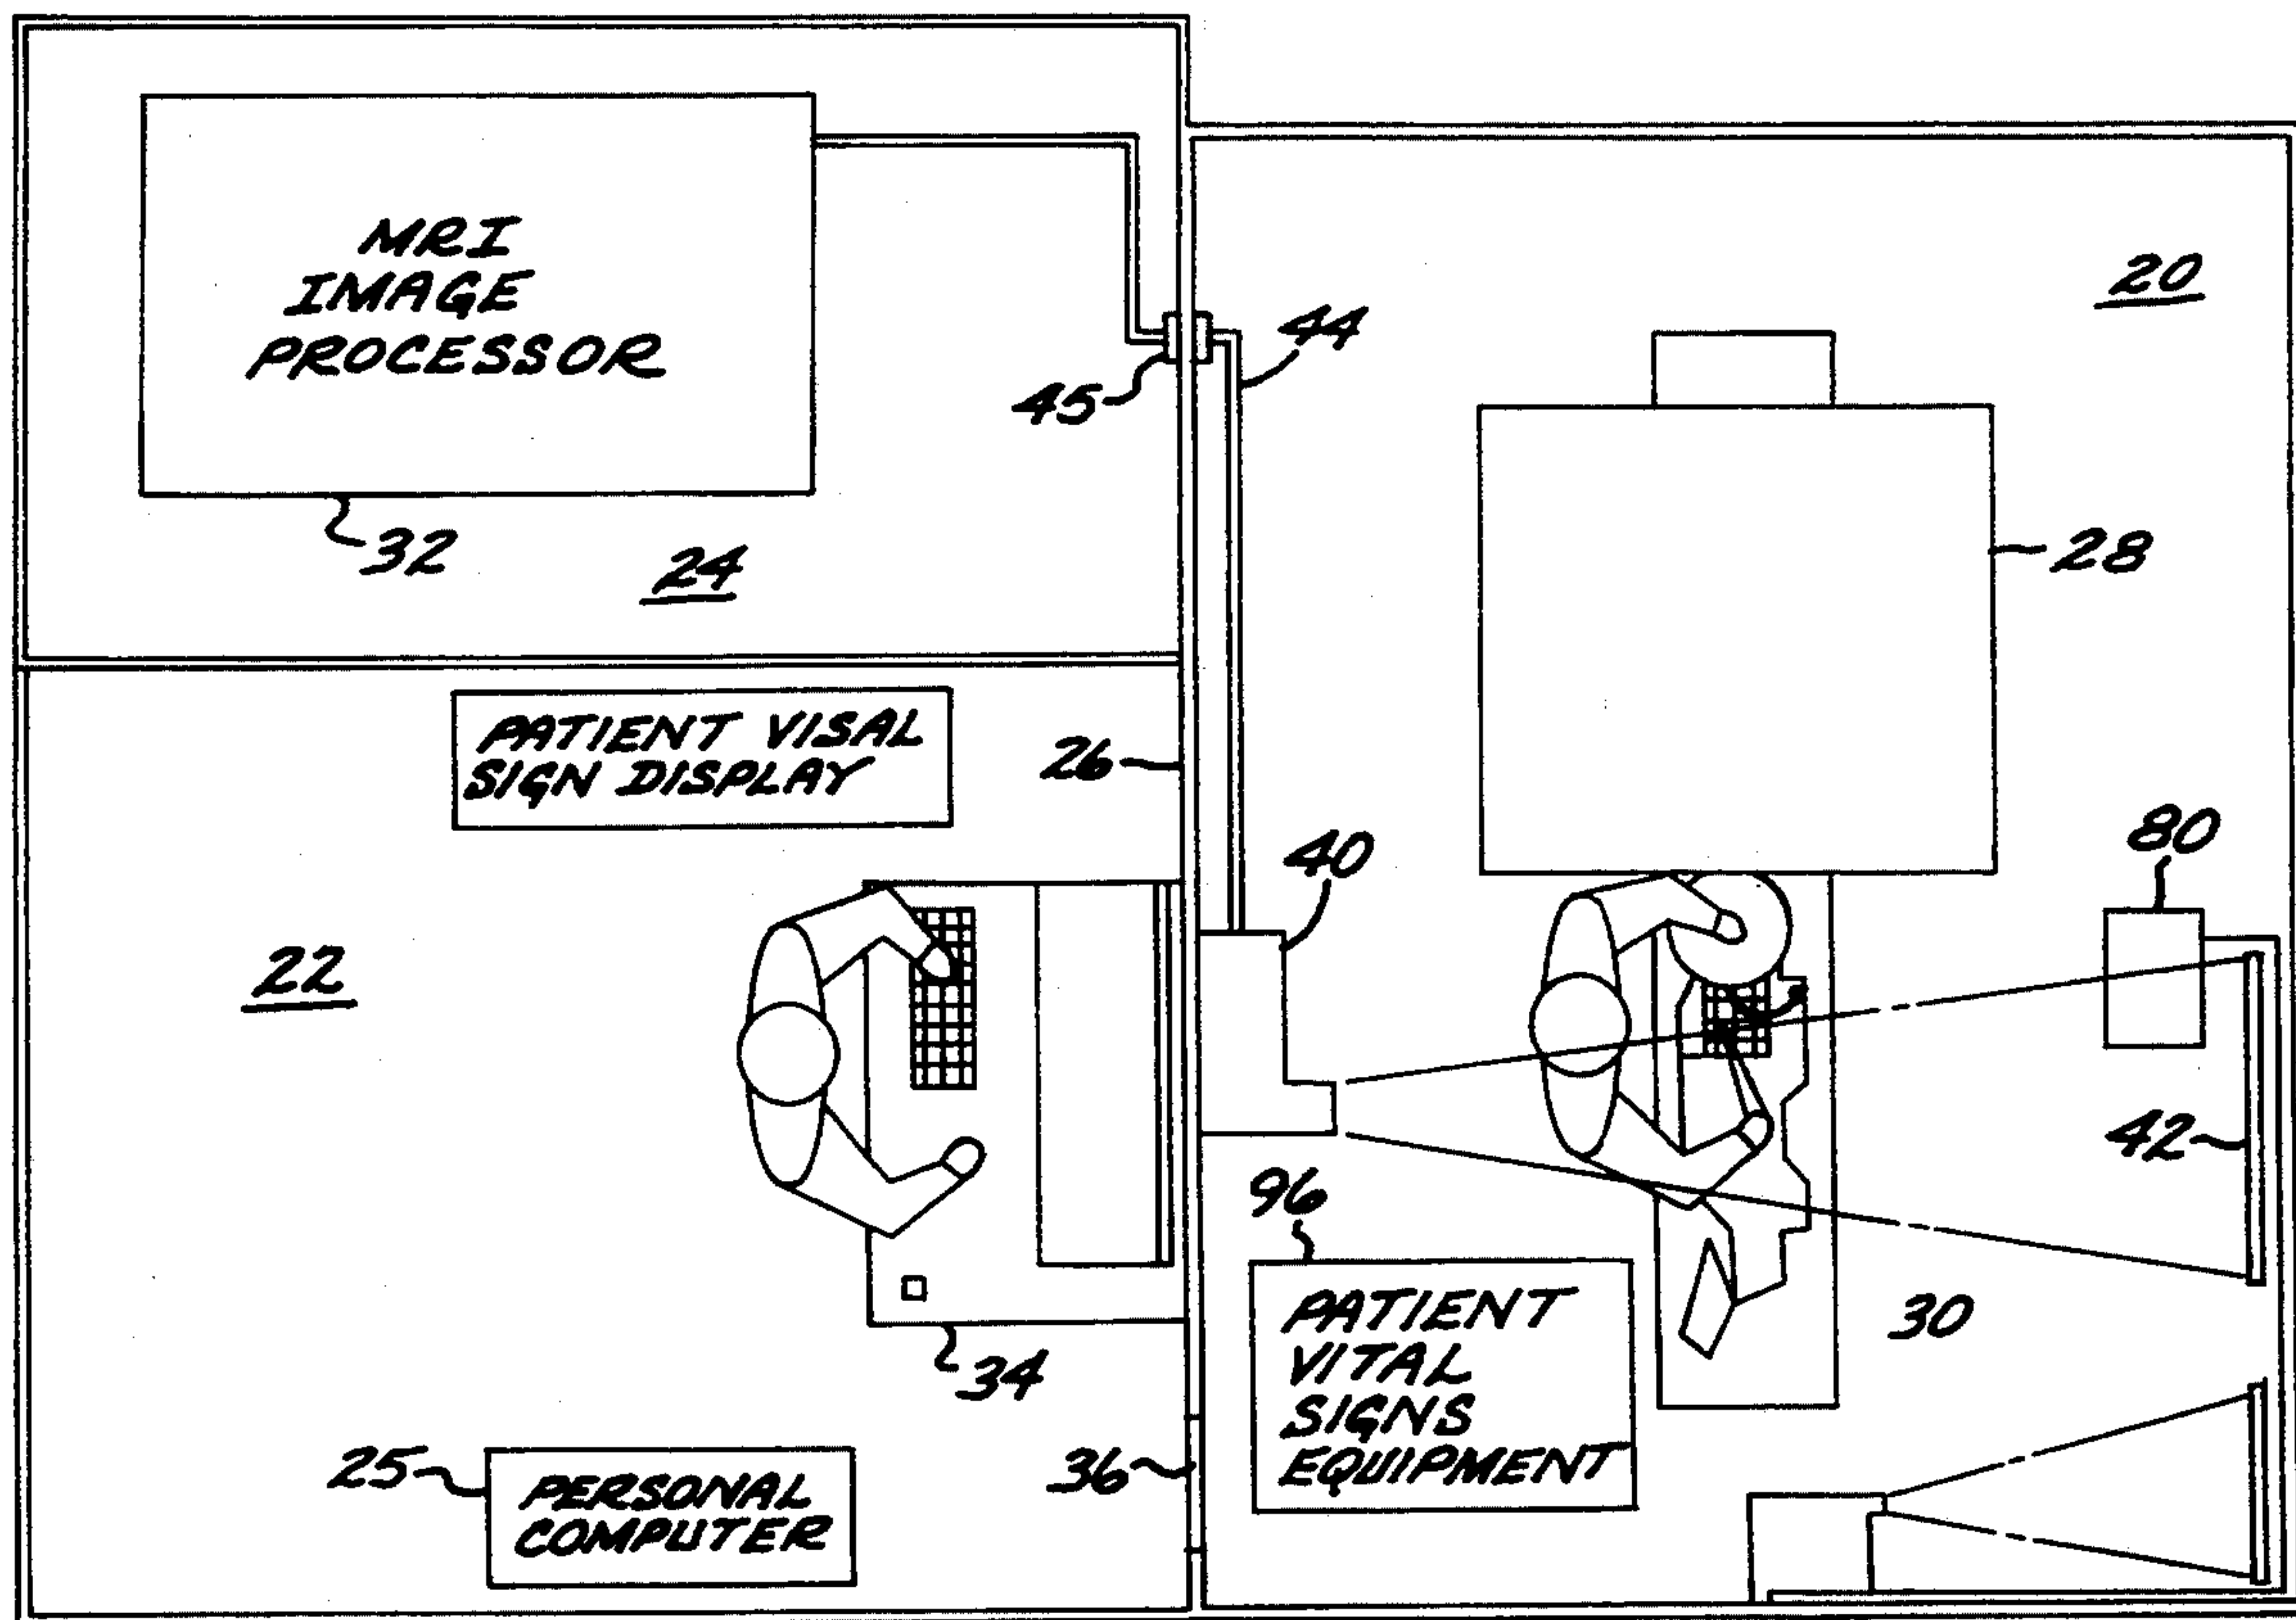 MRI
IMAGE
PROCESSOR
32
24
45
44
20
28
PATIENT VISAL
SIGN DISPLAY
26
40
80
22
42
96
PATIENT
VITAL
SIGNS
EQUIPMENT
30
34
36
25
PERSONAL
COMPUTER